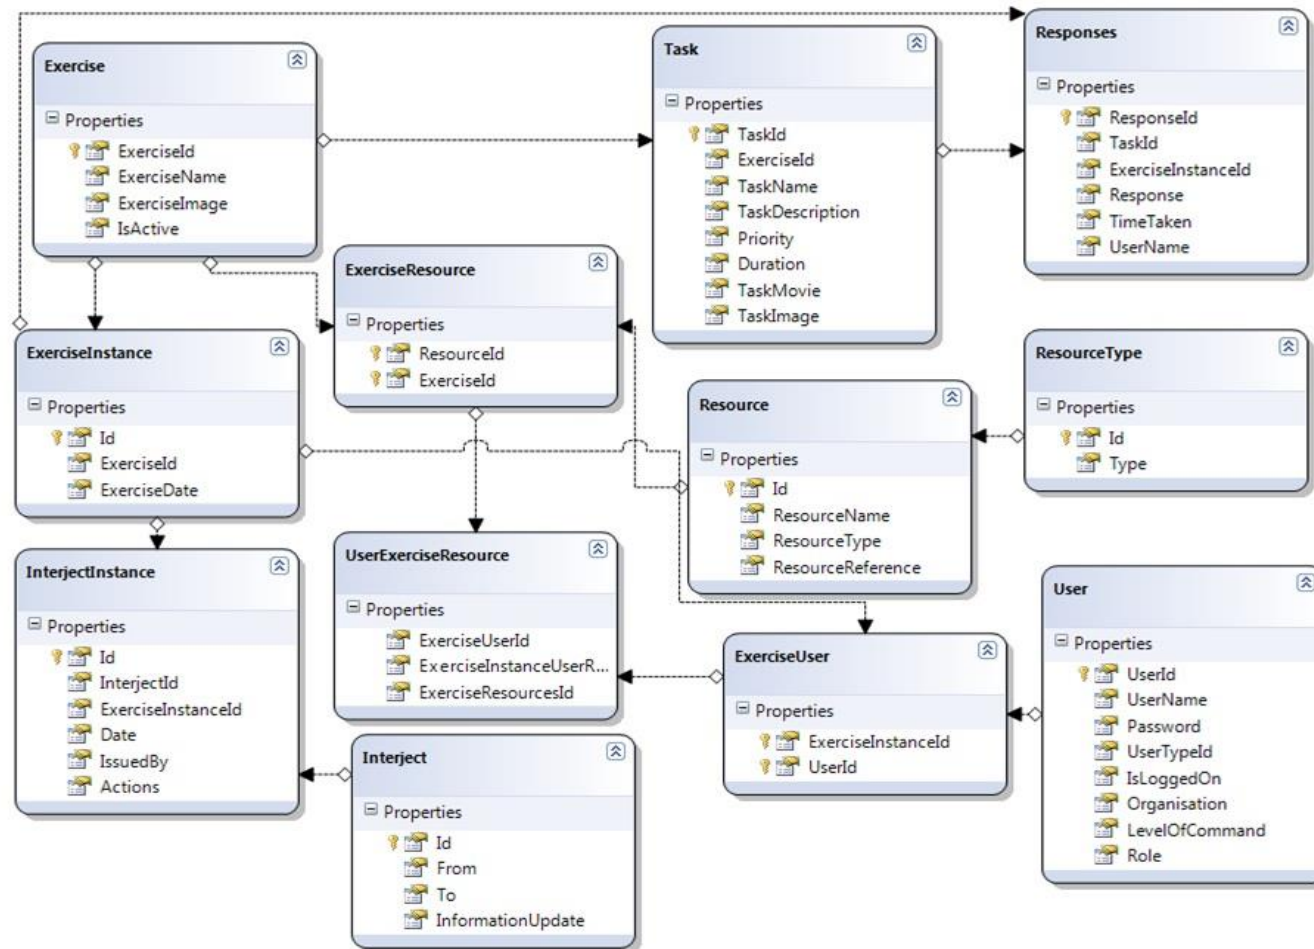 Exercise
Properties
ExerciseId
ExerciseName
ExerciseImage
IsActive
Task
Properties
TaskId
ExerciseId
TaskName
TaskDescription
Priority
Duration
TaskMovie
TaskImage
Responses
Properties
ResponseId
TaskId
ExerciseInstanceId
Response
TimeTaken
UserName
ExerciseResource
Properties
ResourceId
ExerciseId
ExerciseInstance
Properties
Id
ExerciseId
ExerciseDate
Resource
Properties
Id
ResourceName
ResourceType
ResourceReference
ResourceType
Properties
Id
Type
InterjectInstance
Properties
Id
InterjectId
ExerciseInstanceId
Date
IssuedBy
Actions
UserExerciseResource
Properties
ExerciseUserId
ExerciseInstanceUserR...
ExerciseResourcesId
ExerciseUser
Properties
ExerciseInstanceId
UserId
User
Properties
UserId
UserName
Password
UserTypeId
IsLoggedOn
Organisation
LevelOfCommand
Role
Interject
Properties
Id
From
To
InformationUpdate